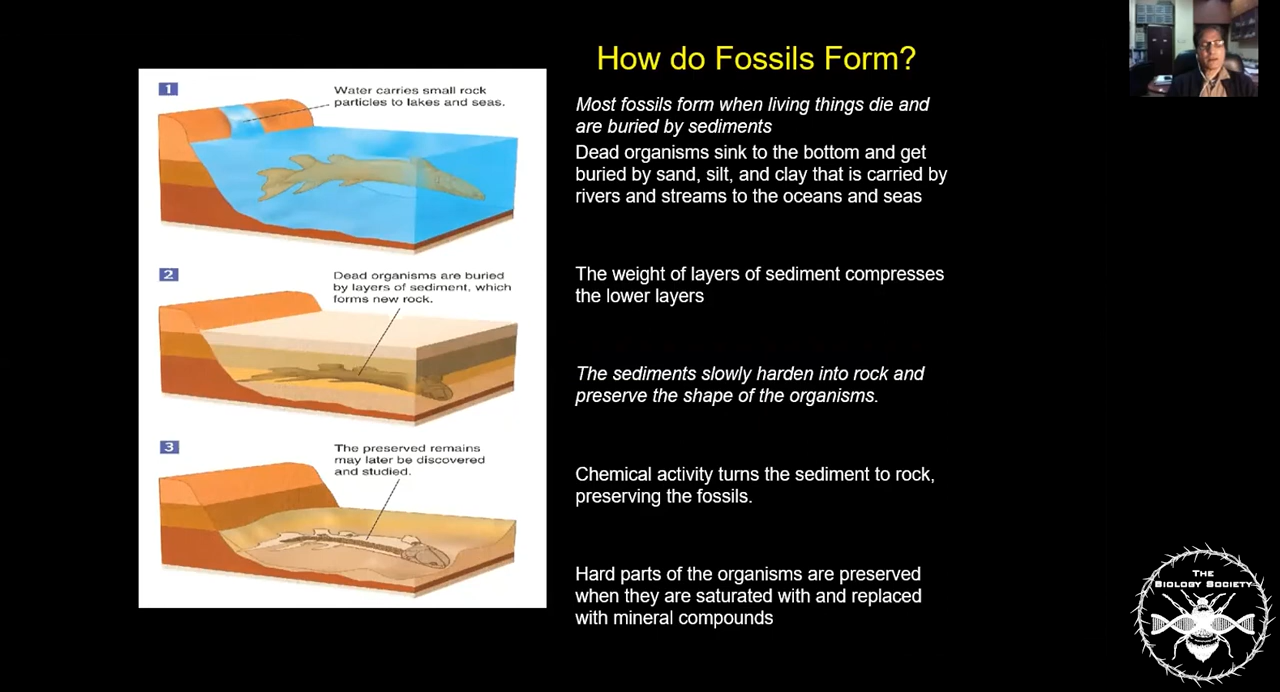 How do Fossils Form?
1
Water carries small rock
particles to lakes and seas.
2
Dead organisms are buried
by layers of sediment, which
forms new rock.
3
The preserved remains
may later be discovered
and studied.
Most fossils form when living things die and
are buried by sediments
Dead organisms sink to the bottom and get
buried by sand, silt, and clay that is carried by
rivers and streams to the oceans and seas
The weight of layers of sediment compresses
the lower layers
The sediments slowly harden into rock and
preserve the shape of the organisms.
Chemical activity turns the sediment to rock,
preserving the fossils.
Hard parts of the organisms are preserved
when they are saturated with and replaced
with mineral compounds
THE
BIOLOGY SOCIETY